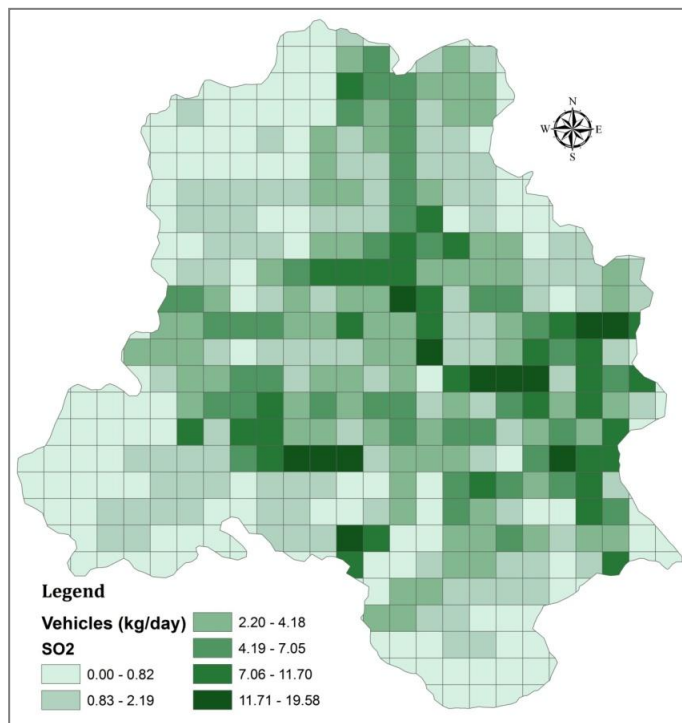 N
W E
S
Legend
Vehicles (kg/day)
SO2
0.00 - 0.82
0.83 - 2.19
2.20 - 4.18
4.19 - 7.05
7.06 - 11.70
11.71 - 19.58